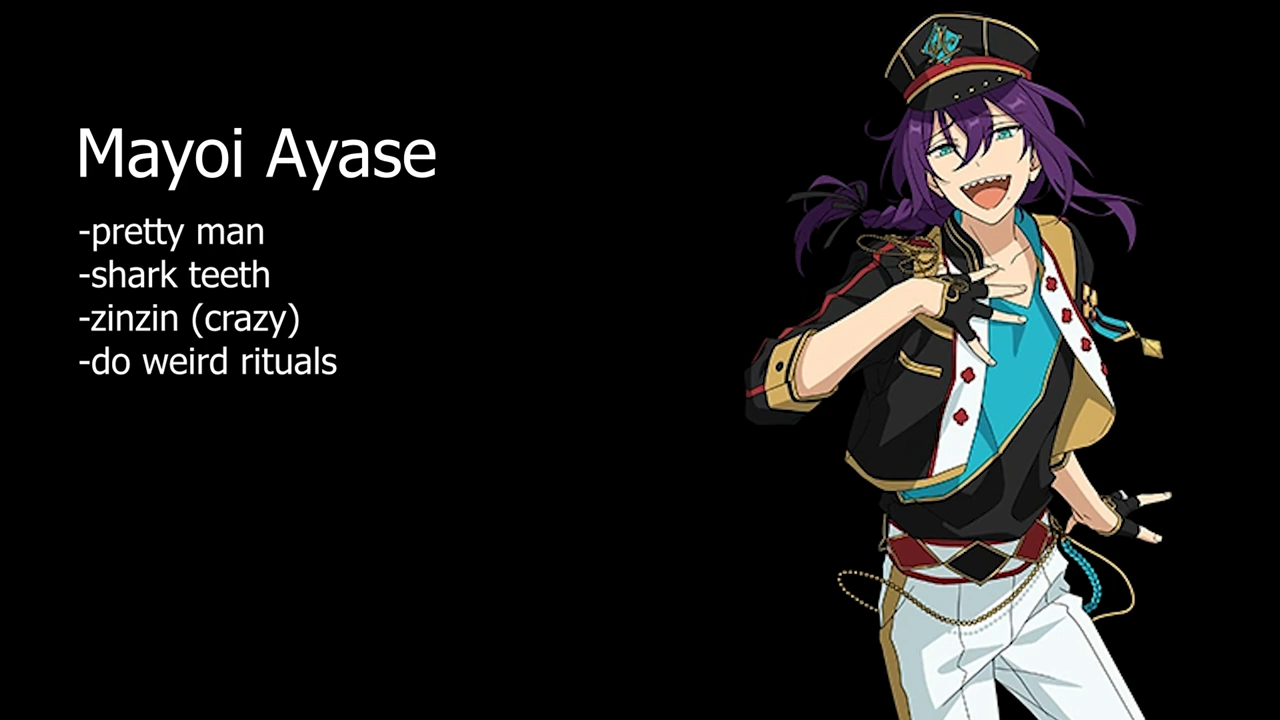 Mayoi Ayase
-pretty man
-shark teeth
-zinzin (crazy)
-do weird rituals